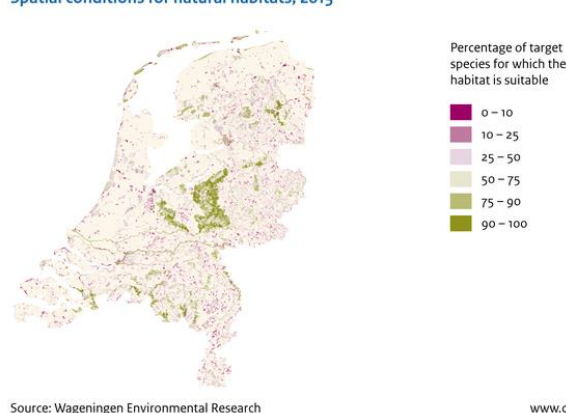 Spatial conditions for natural habitats, 2015
Percentage of target
species for which the
habitat is suitable
0 – 10
10 – 25
25 – 50
50 – 75
75 – 90
90 – 100
Source: Wageningen Environmental Research